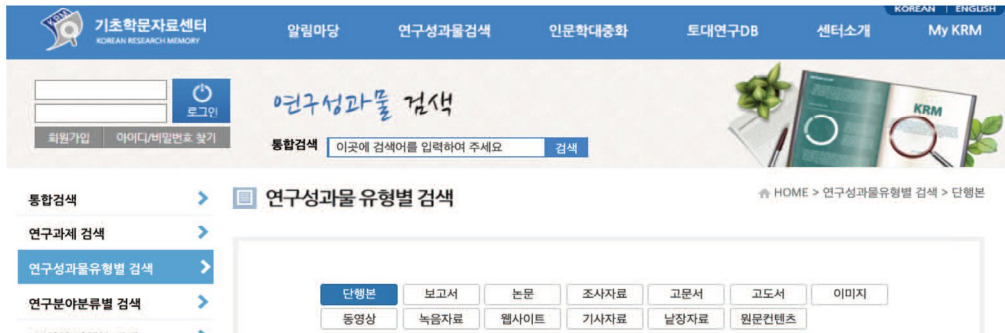 KOREAN | ENGLISH
KRM 기초학문자료센터
KOREAN RESEARCH MEMORY
알림마당 연구성과물검색 인문학대중화 토대연구DB 센터소개 My KRM
로그인
회원가입 아이디/비밀번호 찾기
연구성과물 검색
통합검색 이곳에 검색어를 입력하여 주세요 검색
KRM
통합검색
연구과제 검색
연구성과물유형별 검색
연구분야분류별 검색
연구성과물 유형별 검색
HOME > 연구성과물유형별 검색 > 단행본
단행본 보고서 논문 조사자료 고문서 고도서 이미지
동영상 녹음자료 웹사이트 기사자료 낱장자료 원문컨텐츠